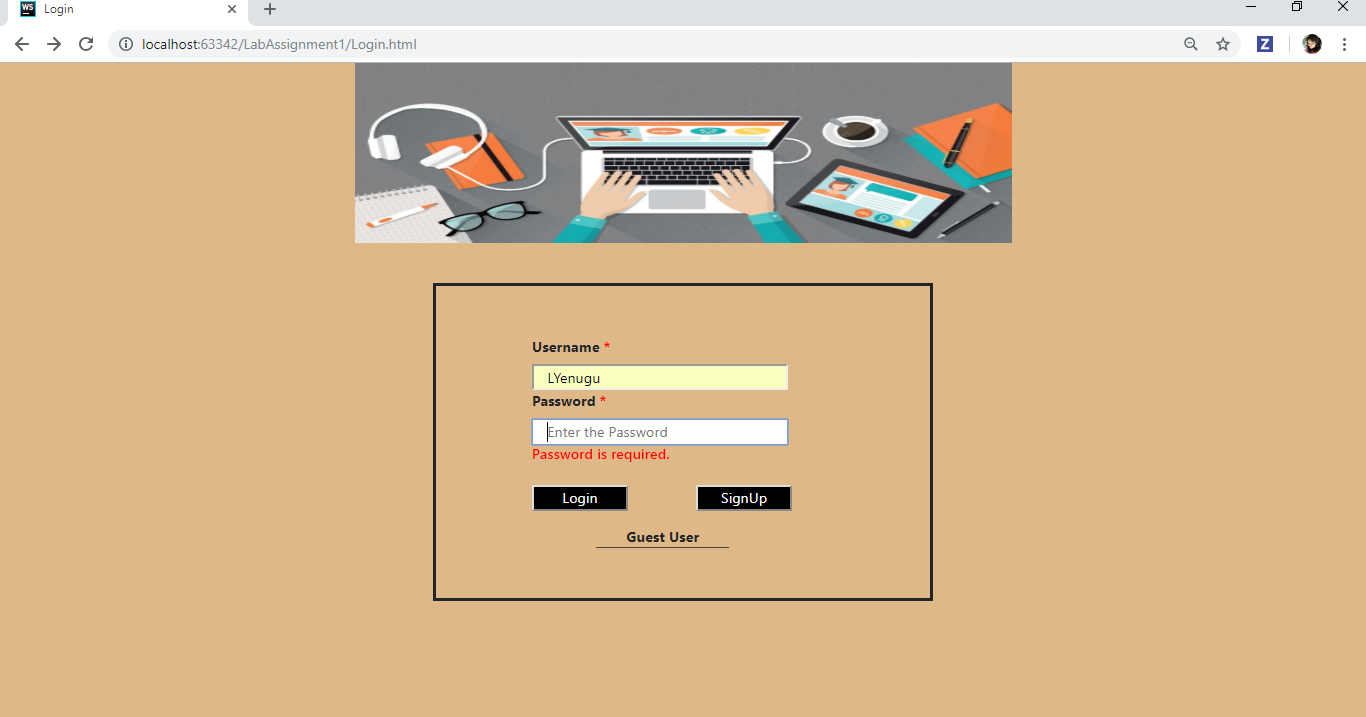 WS Login
localhost:63342/LabAssignment1/Login.html
Z
Username *
LYenugu
Password *
Enter the Password
Password is required.
Login SignUp
Guest User